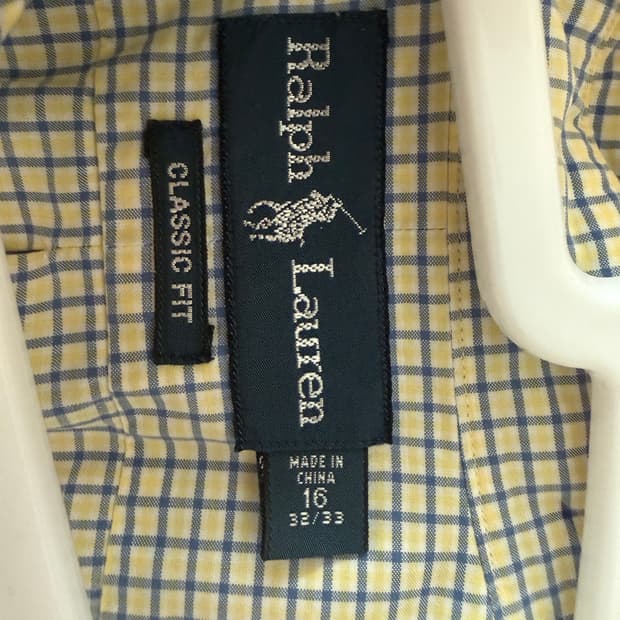 Ralph Lauren
CLASSIC FIT
MADE IN
CHINA
16
32/33